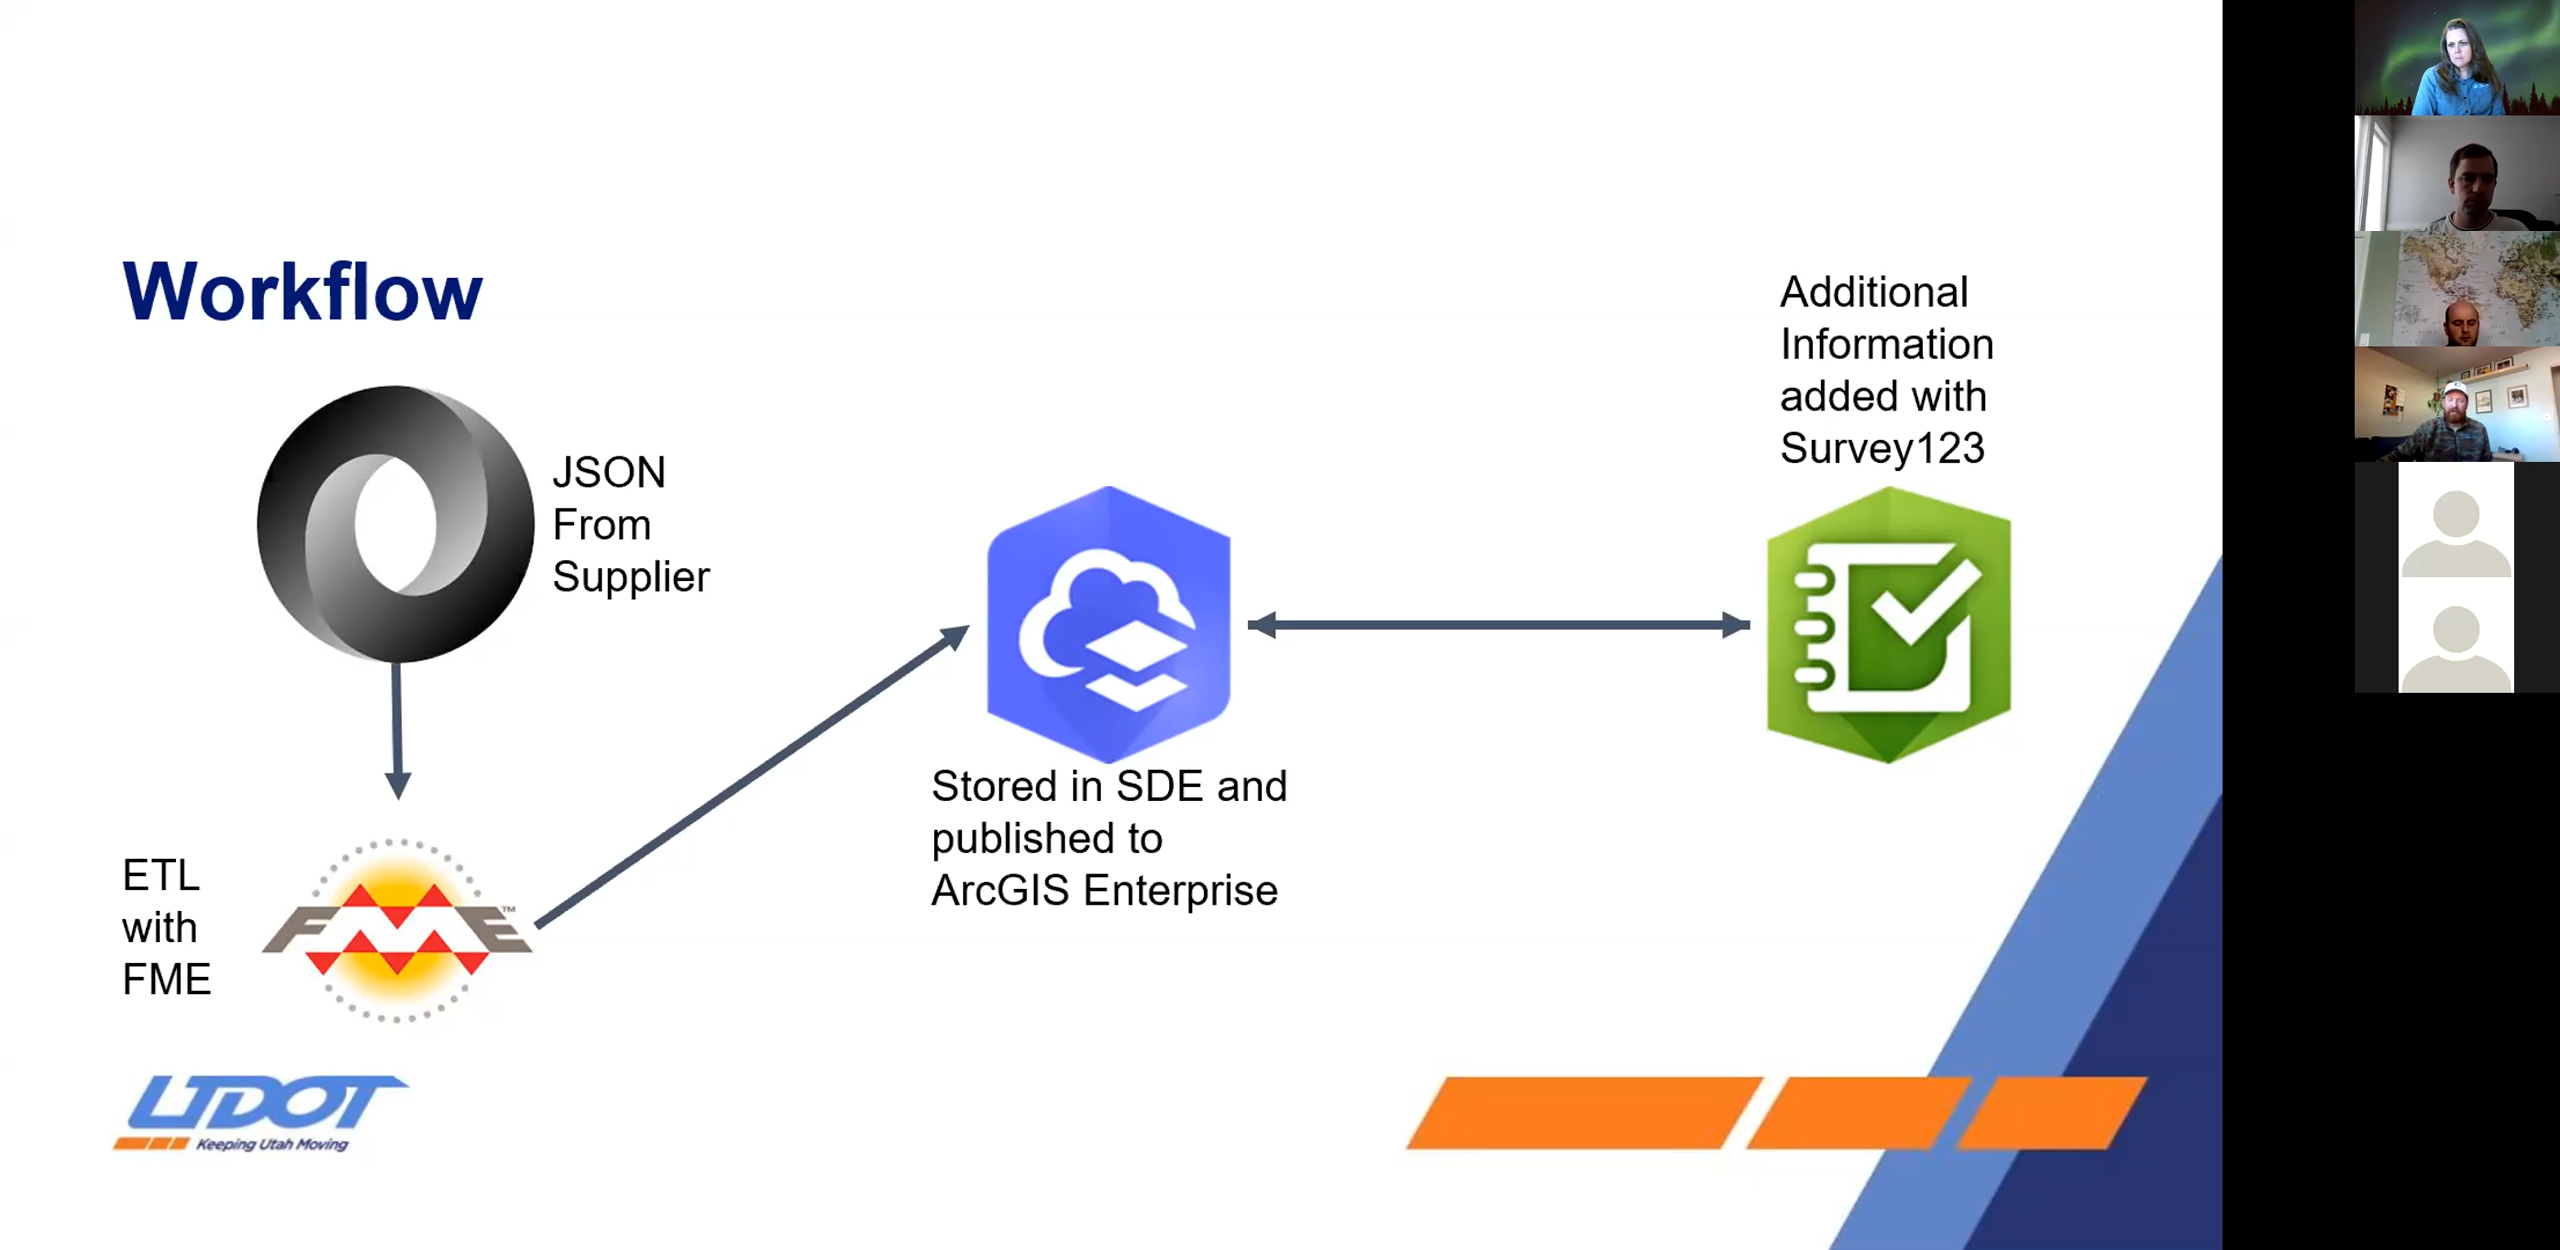 Workflow
JSON
From
Supplier
ETL
with
FME
FME™
Stored in SDE and
published to
ArcGIS Enterprise
Additional
Information
added with
Survey123
UDOT
Keeping Utah Moving